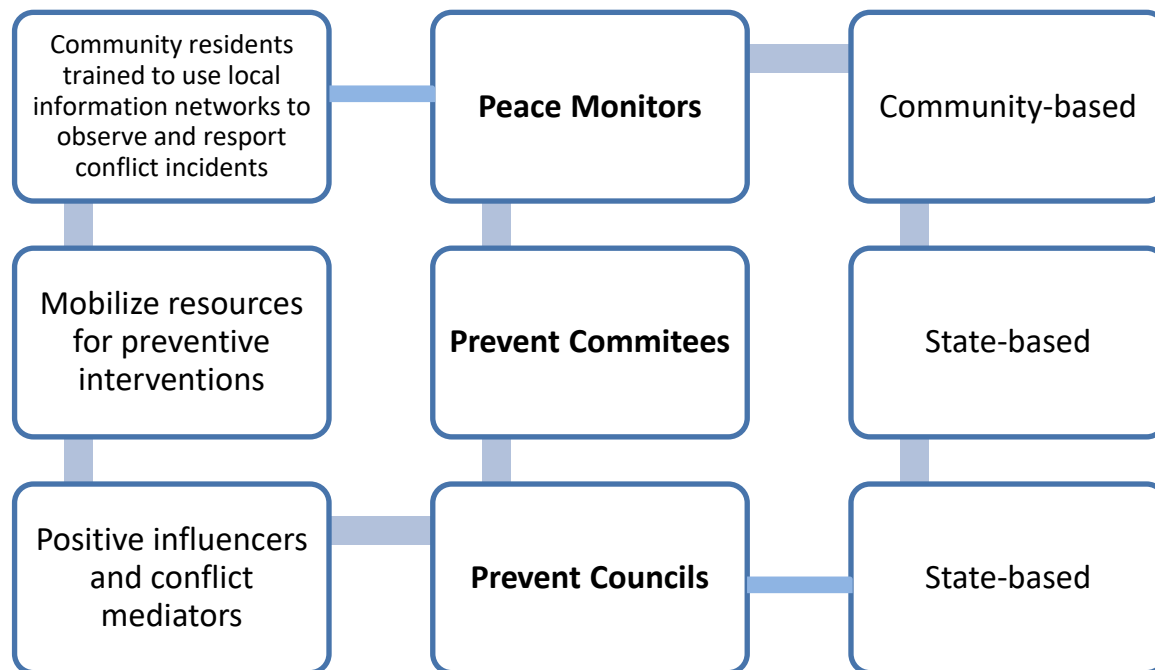 Community residents
trained to use local
information networks to
observe and resport
conflict incidents
Peace Monitors
Community-based
Mobilize resources
for preventive
interventions
Prevent Commitees
State-based
Positive influencers
and conflict
mediators
Prevent Councils
State-based